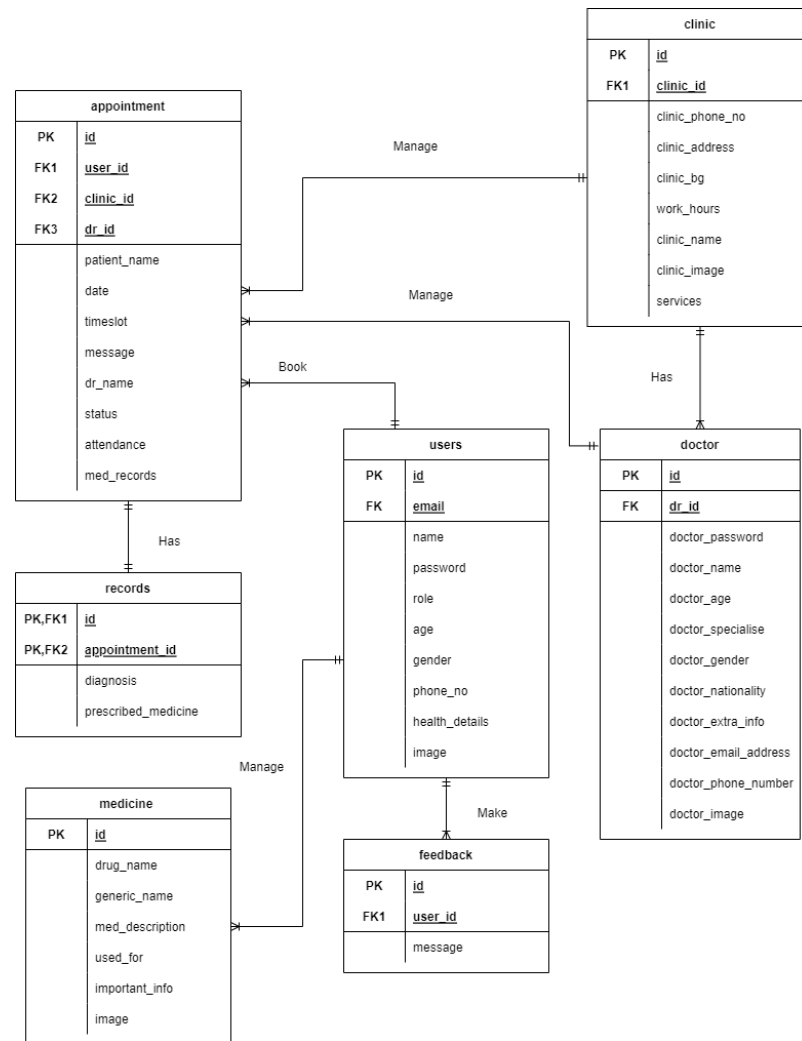 clinic
PK id
FK1 clinic_id
clinic_phone_no
clinic_address
clinic_bg
work_hours
clinic_name
clinic_image
services
appointment
PK id
FK1 user_id
FK2 clinic_id
FK3 dr_id
patient_name
date
timeslot
message
dr_name
status
attendance
med_records
Manage
Manage
Book
Has
Has
users
PK id
FK email
name
password
role
age
gender
phone_no
health_details
image
doctor
PK id
FK dr_id
doctor_password
doctor_name
doctor_age
doctor_specialise
doctor_gender
doctor_nationality
doctor_extra_info
doctor_email_address
doctor_phone_number
doctor_image
records
PK,FK1 id
PK,FK2 appointment_id
diagnosis
prescribed_medicine
Manage
Make
medicine
PK id
drug_name
generic_name
med_description
used_for
important_info
image
feedback
PK id
FK1 user_id
message